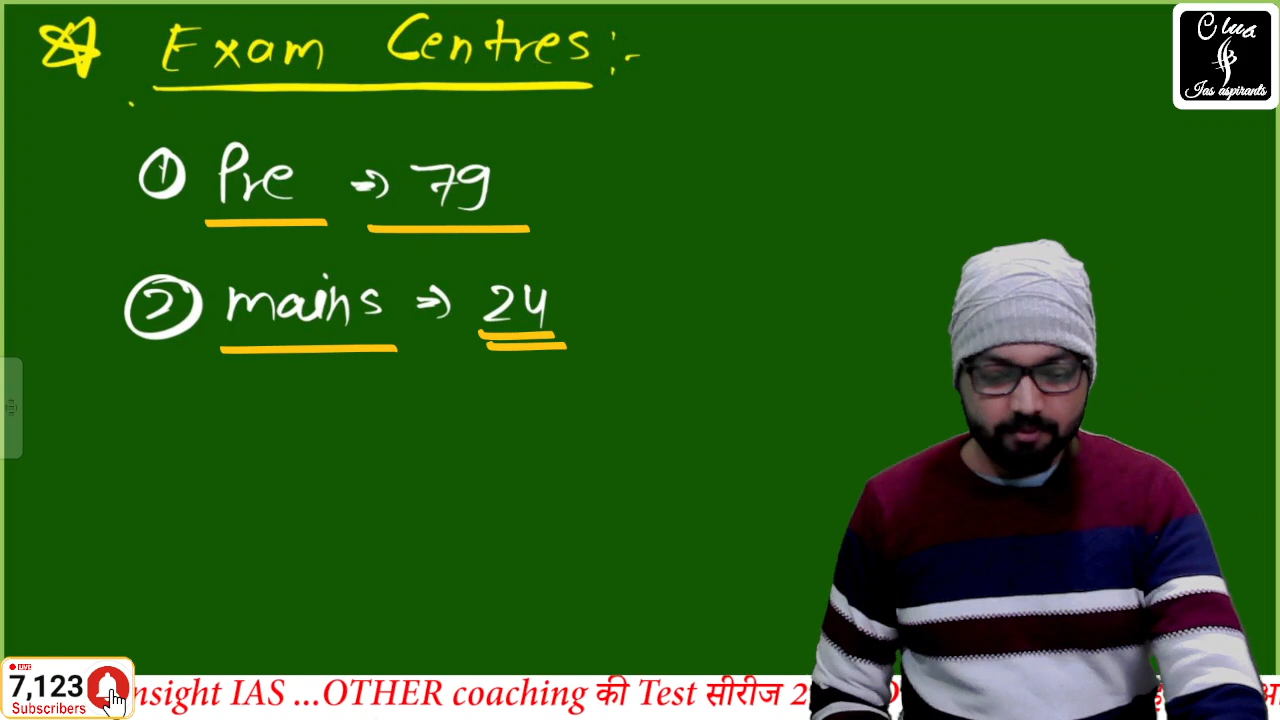 Exam Centres :-
① Pre ⇒ 79
② mains ⇒ 24
Clua
Ias aspirants
LIVE
7,123
Subscribers
nsight IAS ...OTHER coaching की Test सीरीज 2